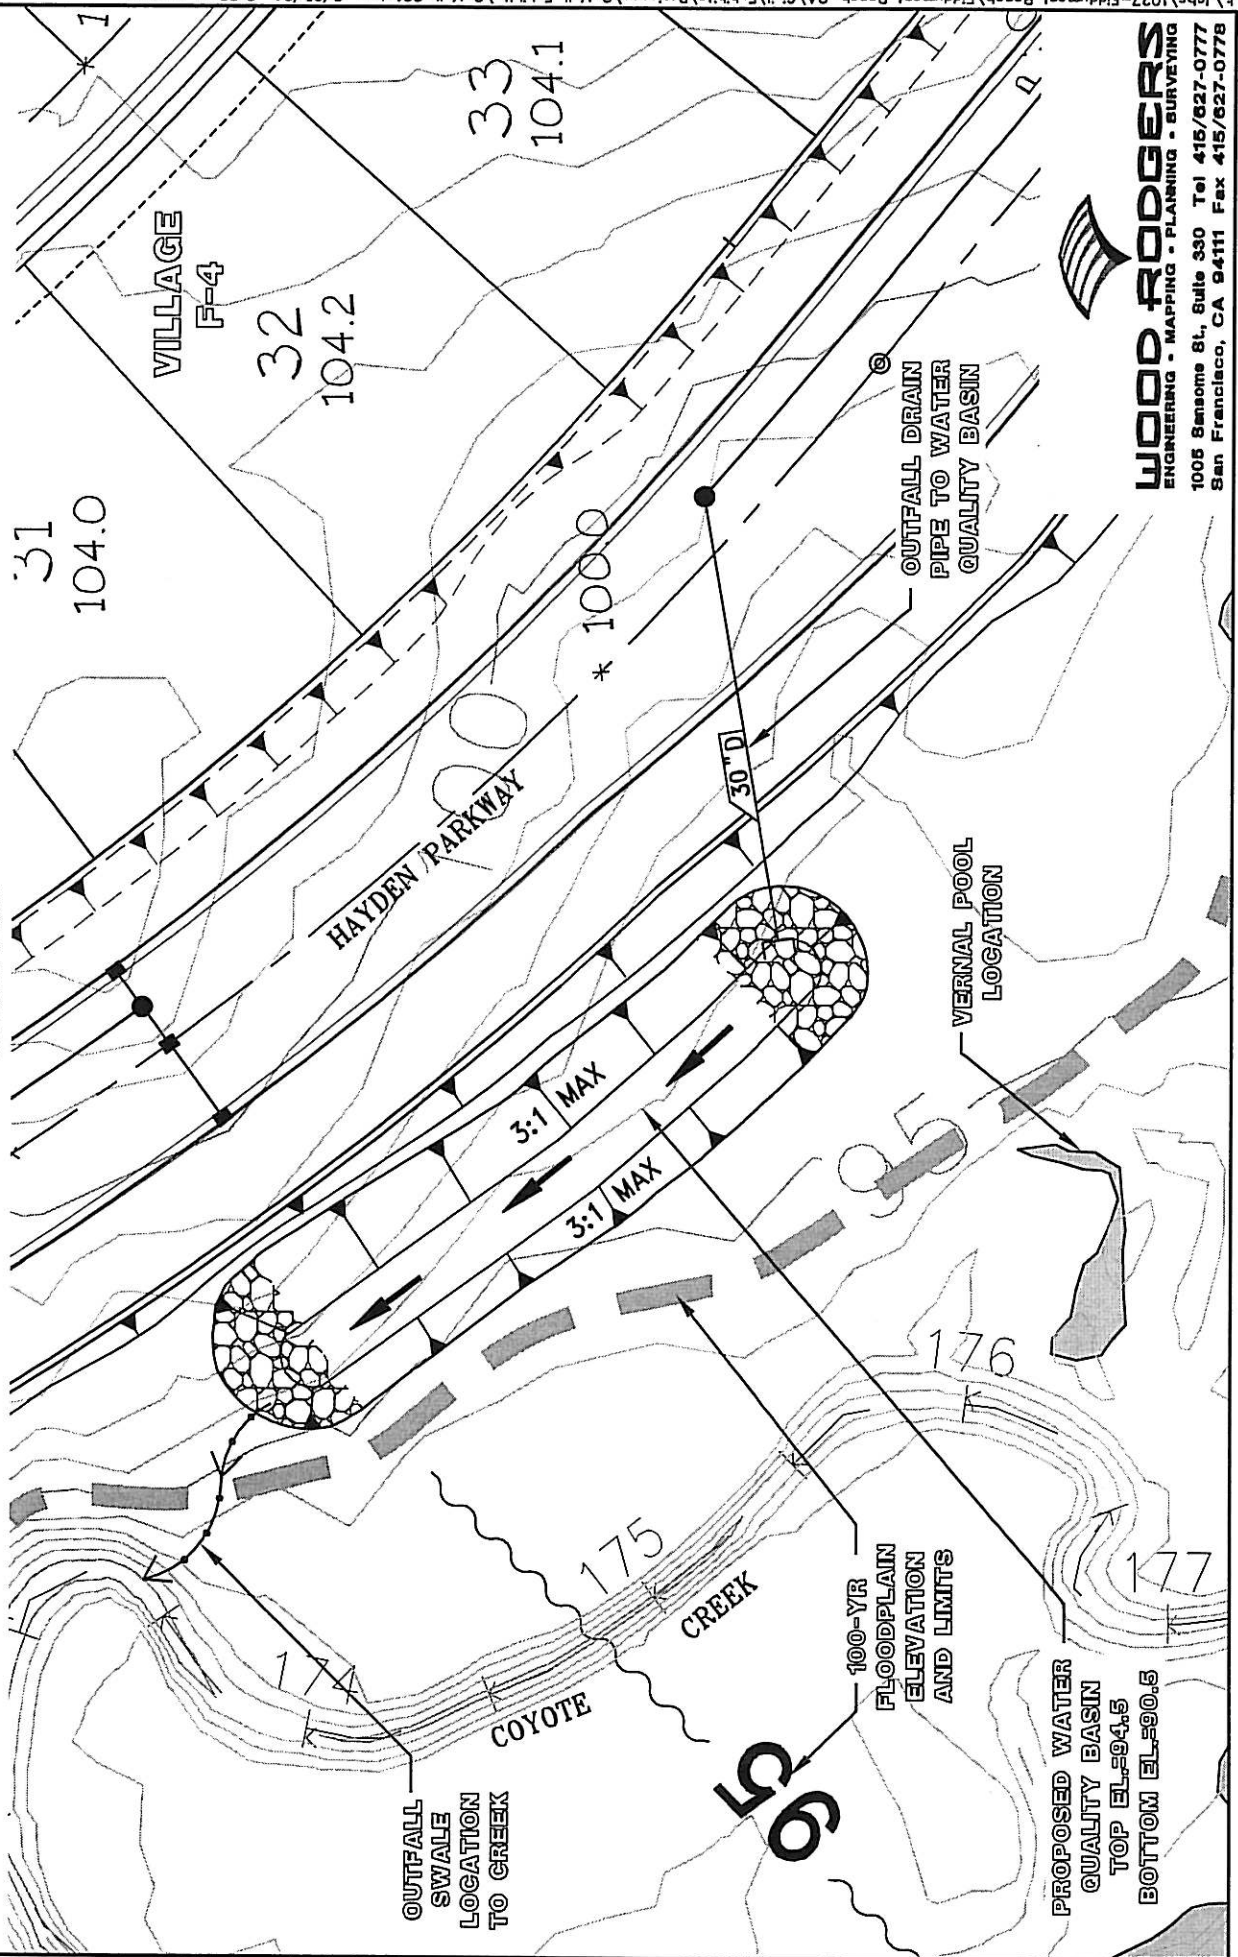 31
104.0
VILLAGE
F-4
32
104.2
33
104.1
* 1
HAYDEN PARKWAY
* 100.0
30"D
OUTFALL DRAIN
PIPE TO WATER
QUALITY BASIN
3:1 MAX
3:1 MAX
VERNAL POOL
LOCATION
95
174
175
176
177
COYOTE
CREEK
OUTFALL
SWALE
LOCATION
TO CREEK
95
100-YR
FLOODPLAIN
ELEVATION
AND LIMITS
PROPOSED WATER
QUALITY BASIN
TOP EL.=94.5
BOTTOM EL.=90.5
WOOD RODGERS
ENGINEERING - MAPPING - PLANNING - SURVEYING
1005 Sansome St., Suite 330 Tel 415/627-0777
San Francisco, CA 94111 Fax 415/627-0778